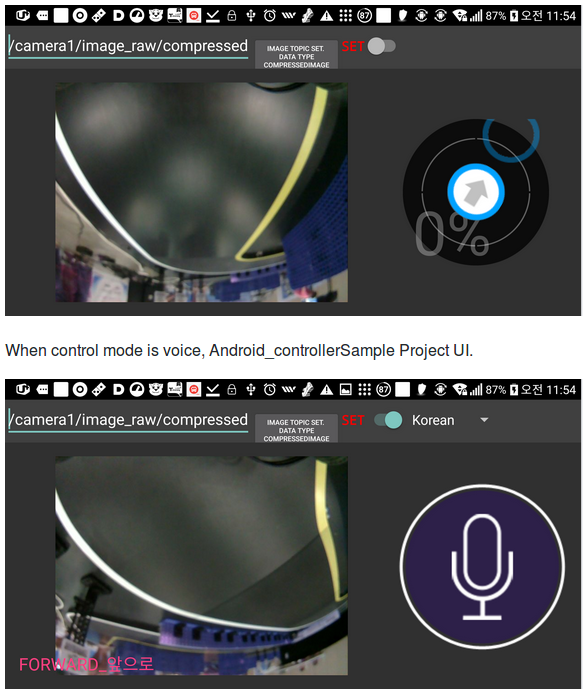 87 87% 오전 11:54
/camera1/image_raw/compressed
IMAGE TOPIC SET.
DATA TYPE
COMPRESSEDIMAGE
SET
0%
When control mode is voice, Android_controllerSample Project UI.
87 87% 오전 11:54
/camera1/image_raw/compressed
IMAGE TOPIC SET.
DATA TYPE
COMPRESSEDIMAGE
SET
Korean
FORWARD_앞으로